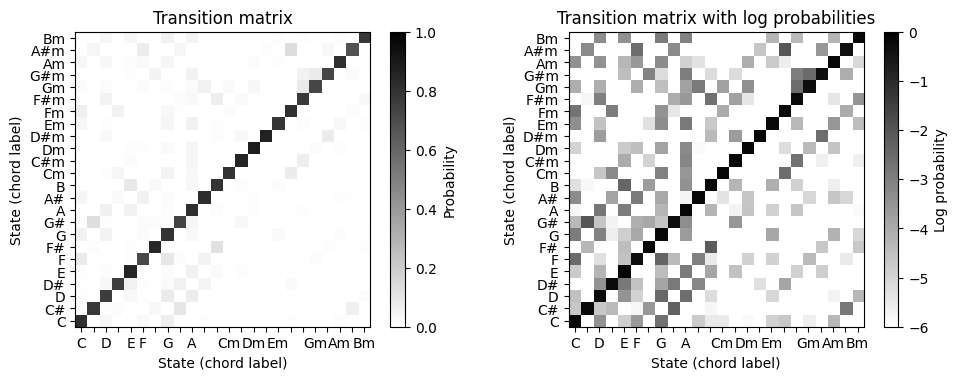 Transition matrix
Bm
A#m
Am
G#m
Gm
F#m
Fm
Em
D#m
Dm
C#m
Cm
B
A#
A
G#
G
F#
F
E
D#
D
C#
C
State (chord label)
C D E F G A Cm Dm Em Gm Am Bm
State (chord label)
1.0
0.8
0.6
0.4
0.2
0.0
Probability
Transition matrix with log probabilities
Bm
A#m
Am
G#m
Gm
F#m
Fm
Em
D#m
Dm
C#m
Cm
B
A#
A
G#
G
F#
F
E
D#
D
C#
C
State (chord label)
C D E F G A Cm Dm Em Gm Am Bm
State (chord label)
0
−1
−2
−3
−4
−5
−6
Log probability